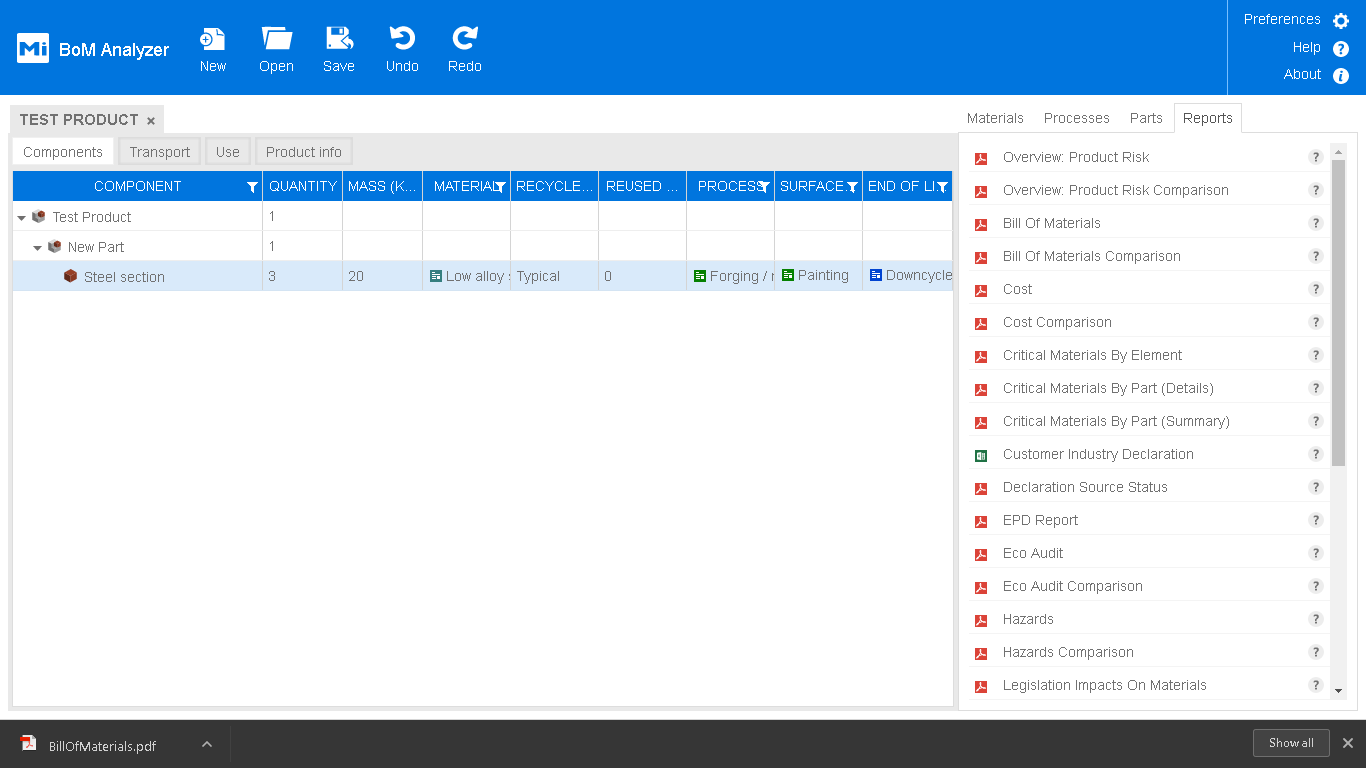 Mi BoM Analyzer
New
Open
Save
Undo
Redo
Preferences
Help
About
TEST PRODUCT
Components
Transport
Use
Product info
COMPONENT
QUANTITY
MASS (K...
MATERIAL
RECYCLE...
REUSED ...
PROCESS
SURFACE
END OF LI
Test Product
1
New Part
1
Steel section
3
20
Low alloy
Typical
0
Forging /
Painting
Downcycle
Materials
Processes
Parts
Reports
Overview: Product Risk ?
Overview: Product Risk Comparison ?
Bill Of Materials ?
Bill Of Materials Comparison ?
Cost ?
Cost Comparison ?
Critical Materials By Element ?
Critical Materials By Part (Details) ?
Critical Materials By Part (Summary) ?
Customer Industry Declaration ?
Declaration Source Status ?
EPD Report ?
Eco Audit ?
Eco Audit Comparison ?
Hazards ?
Hazards Comparison ?
Legislation Impacts On Materials ?
BillOfMaterials.pdf
Show all